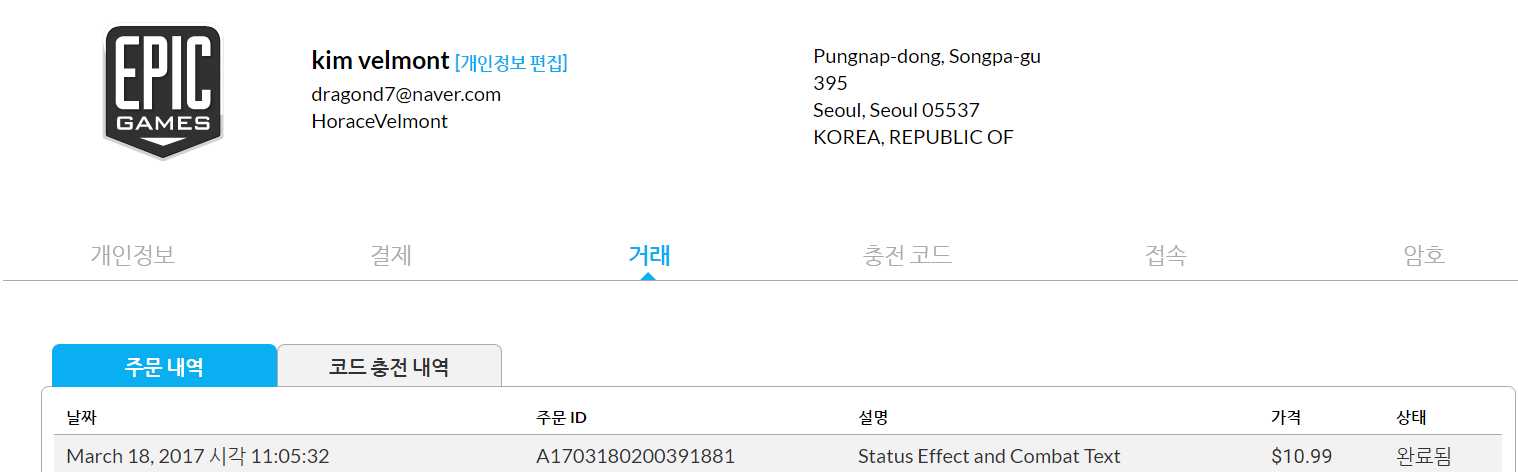 EPIC
GAMES
kim velmont [개인정보 편집]
dragond7@naver.com
HoraceVelmont
Pungnap-dong, Songpa-gu
395
Seoul, Seoul 05537
KOREA, REPUBLIC OF
개인정보 결제 거래 충전 코드 접속 암호
주문 내역 코드 충전 내역
날짜 주문 ID 설명 가격 상태
March 18, 2017 시각 11:05:32 A1703180200391881 Status Effect and Combat Text $10.99 완료됨